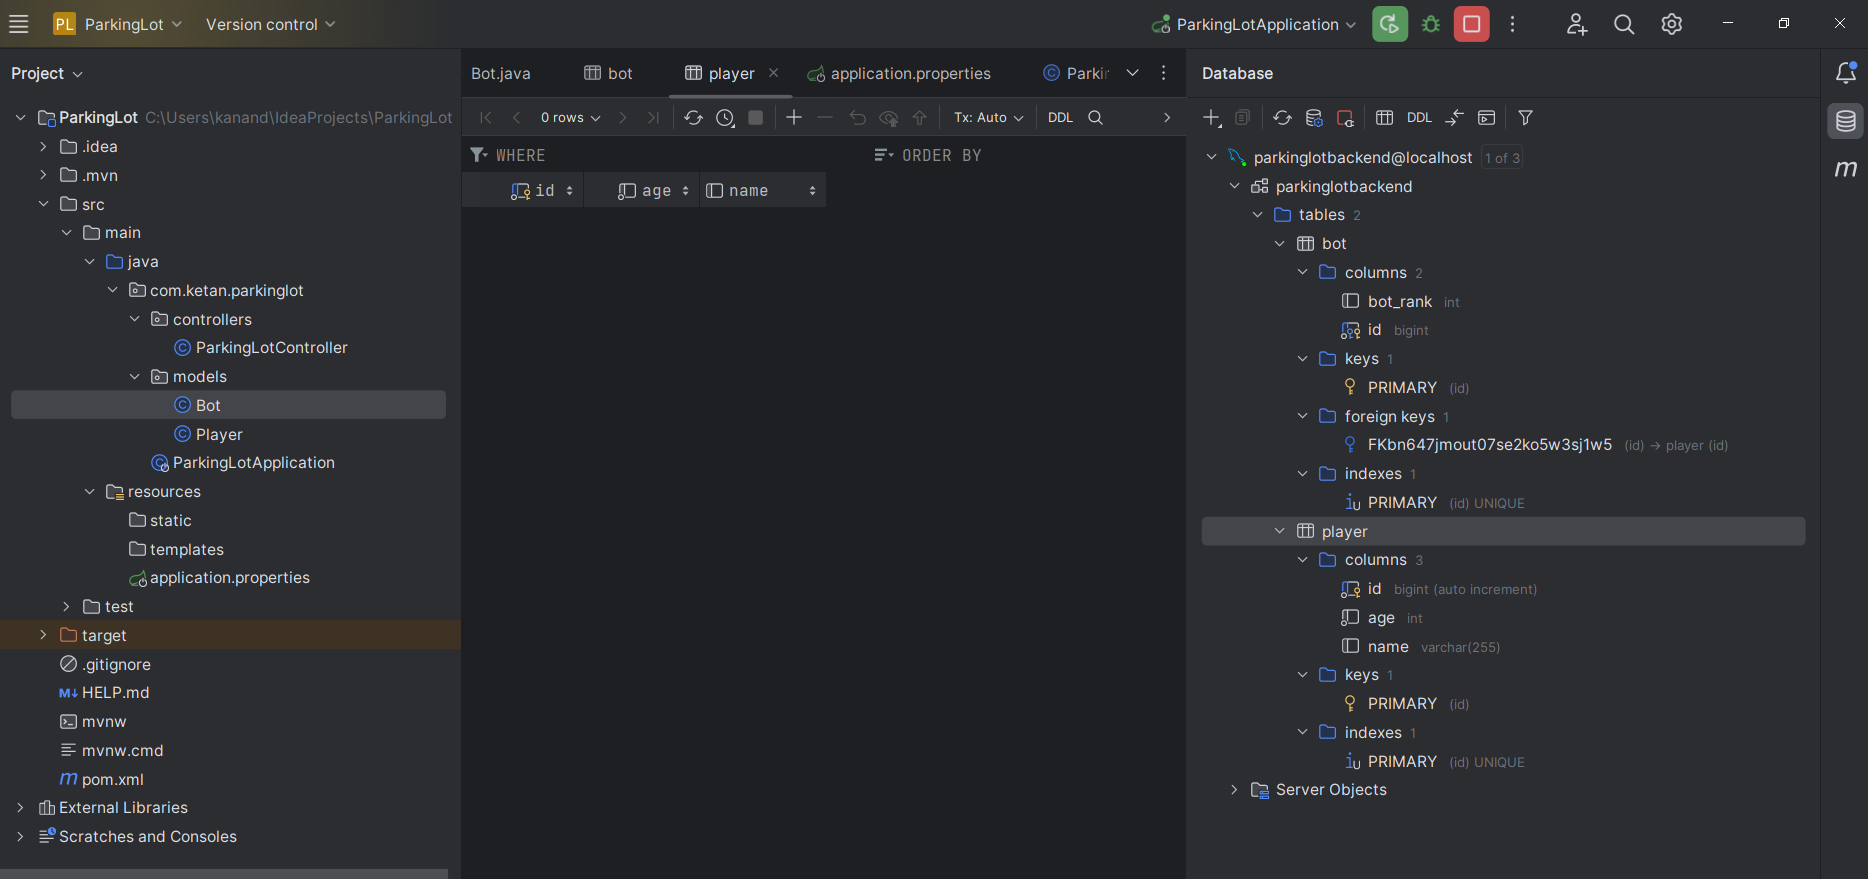 PL ParkingLot Version control ParkingLotApplication
Project
ParkingLot C:\Users\kanand\IdeaProjects\ParkingLot
.idea
.mvn
src
main
java
com.ketan.parkinglot
controllers
ParkingLotController
models
Bot
Player
ParkingLotApplication
resources
static
templates
application.properties
test
target
.gitignore
M↓ HELP.md
mvnw
mvnw.cmd
m pom.xml
External Libraries
Scratches and Consoles
Bot.java bot player application.properties Parkin
0 rows Tx: Auto DDL
WHERE ORDER BY
id age name
Database
DDL
parkinglotbackend@localhost 1 of 3
parkinglotbackend
tables 2
bot
columns 2
bot_rank int
id bigint
keys 1
PRIMARY (id)
foreign keys 1
FKbn647jmout07se2ko5w3sj1w5 (id) → player (id)
indexes 1
PRIMARY (id) UNIQUE
player
columns 3
id bigint (auto increment)
age int
name varchar(255)
keys 1
PRIMARY (id)
indexes 1
PRIMARY (id) UNIQUE
Server Objects
m